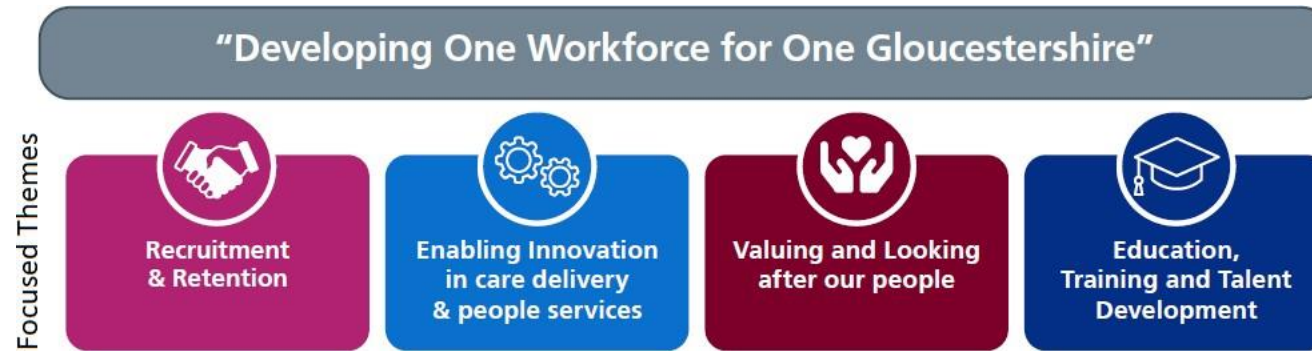 “Developing One Workforce for One Gloucestershire”
Focused Themes
Recruitment
& Retention
Enabling Innovation
in care delivery
& people services
Valuing and Looking
after our people
Education,
Training and Talent
Development